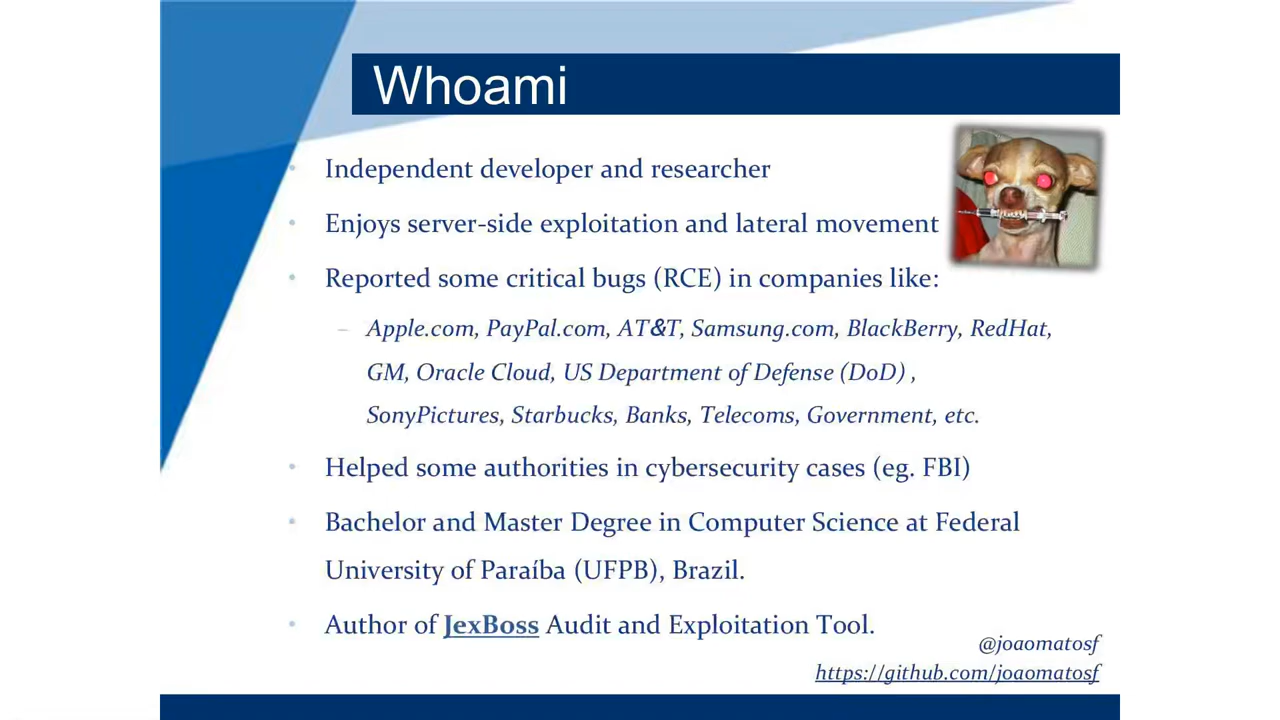 Whoami
Independent developer and researcher
Enjoys server-side exploitation and lateral movement
Reported some critical bugs (RCE) in companies like:
Apple.com, PayPal.com, AT&T, Samsung.com, BlackBerry, RedHat,
GM, Oracle Cloud, US Department of Defense (DoD) ,
SonyPictures, Starbucks, Banks, Telecoms, Government, etc.
Helped some authorities in cybersecurity cases (eg. FBI)
Bachelor and Master Degree in Computer Science at Federal
University of Paraíba (UFPB), Brazil.
Author of JexBoss Audit and Exploitation Tool.
@joaomatosf
https://github.com/joaomatosf